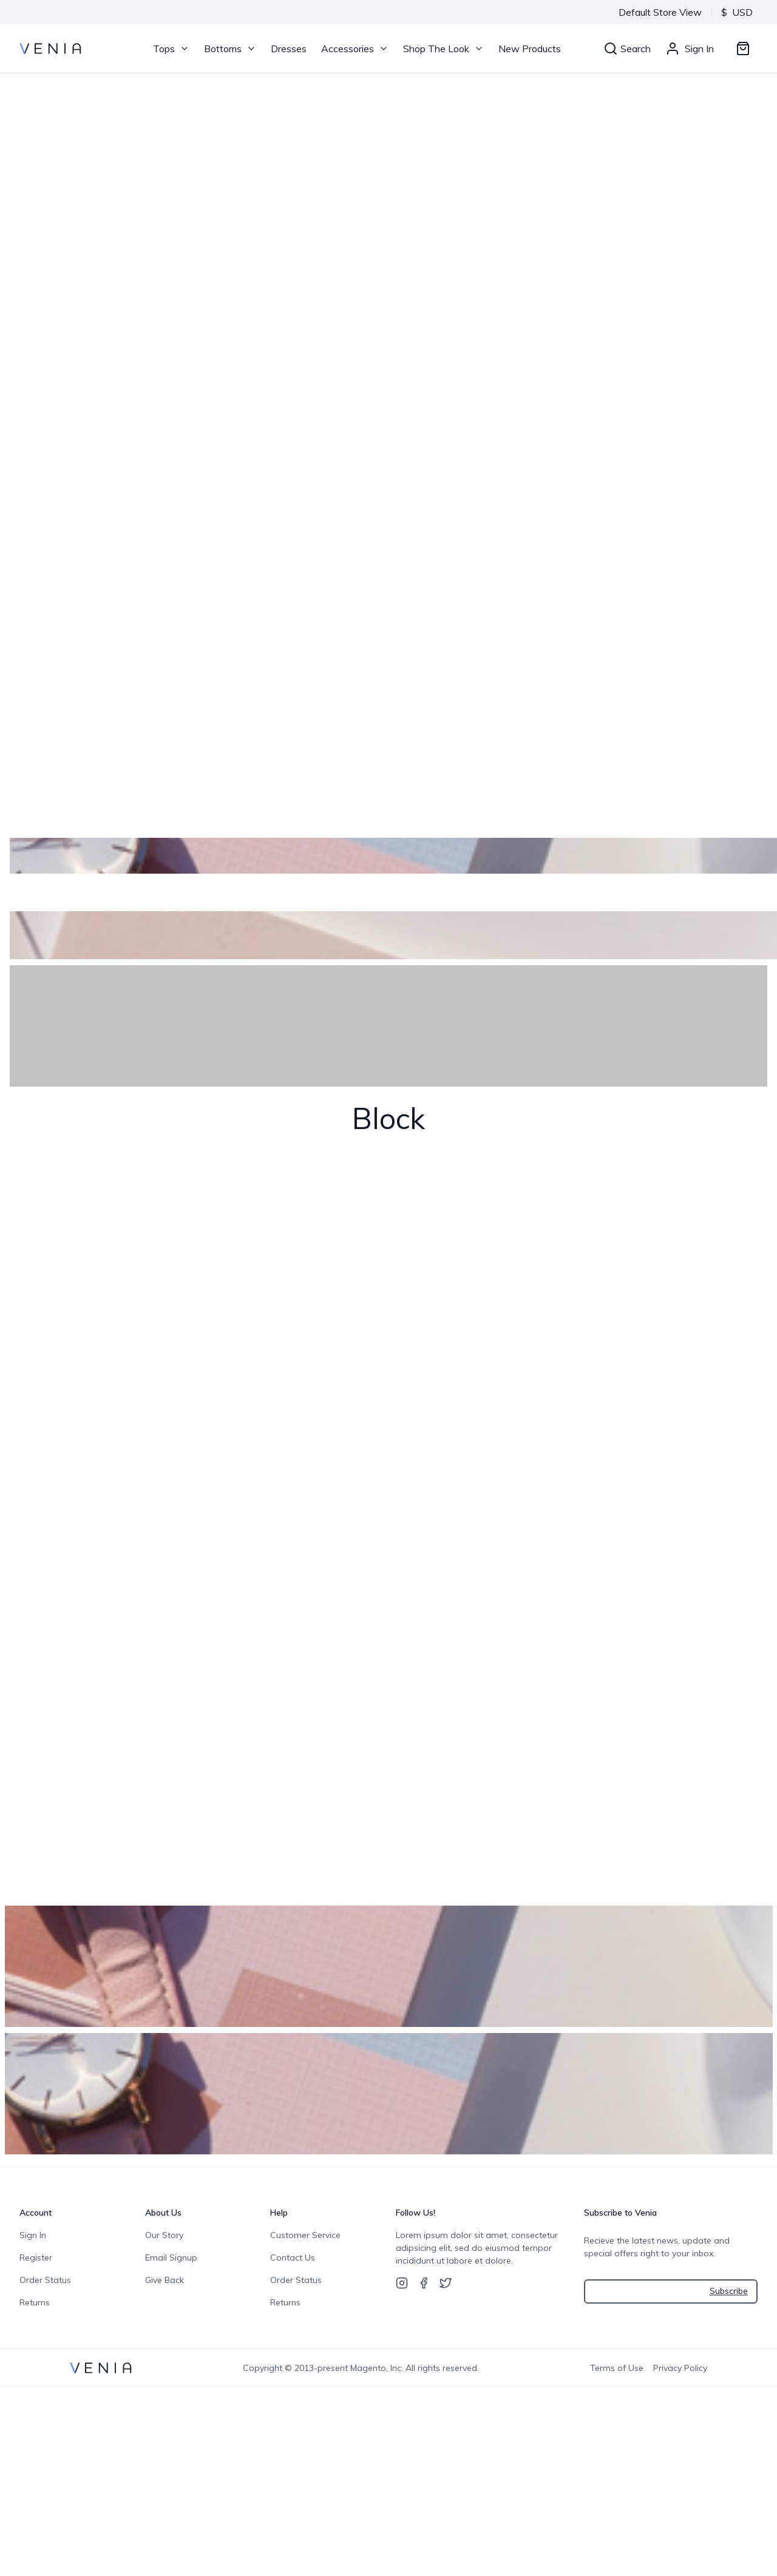 Default Store View $ USD
VENIA Tops Bottoms Dresses Accessories Shop The Look New Products Search Sign In
Block
Account
Sign In
Register
Order Status
Returns
About Us
Our Story
Email Signup
Give Back
Help
Customer Service
Contact Us
Order Status
Returns
Follow Us!
Lorem ipsum dolor sit amet, consectetur
adipsicing elit, sed do eiusmod tempor
incididunt ut labore et dolore.
Subscribe to Venia
Recieve the latest news, update and
special offers right to your inbox.
Subscribe
VENIA Copyright © 2013-present Magento, Inc. All rights reserved. Terms of Use Privacy Policy